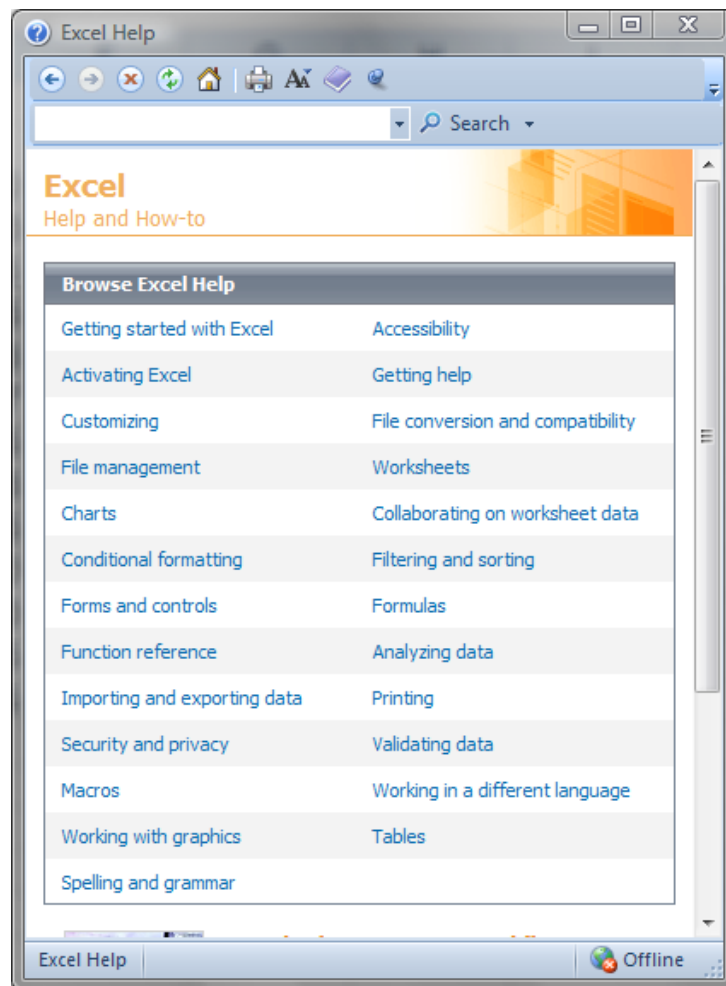 Excel Help
Search
Excel
Help and How-to
Browse Excel Help
Getting started with Excel Accessibility
Activating Excel Getting help
Customizing File conversion and compatibility
File management Worksheets
Charts Collaborating on worksheet data
Conditional formatting Filtering and sorting
Forms and controls Formulas
Function reference Analyzing data
Importing and exporting data Printing
Security and privacy Validating data
Macros Working in a different language
Working with graphics Tables
Spelling and grammar
Excel Help Offline